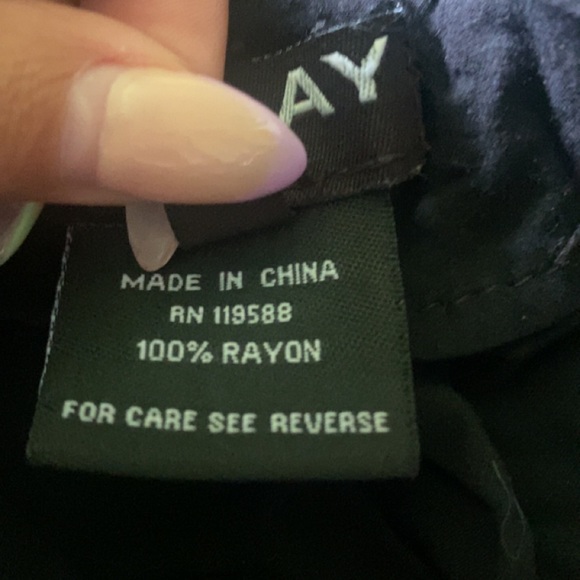 AY
MADE IN CHINA
RN 119588
100% RAYON
FOR CARE SEE REVERSE